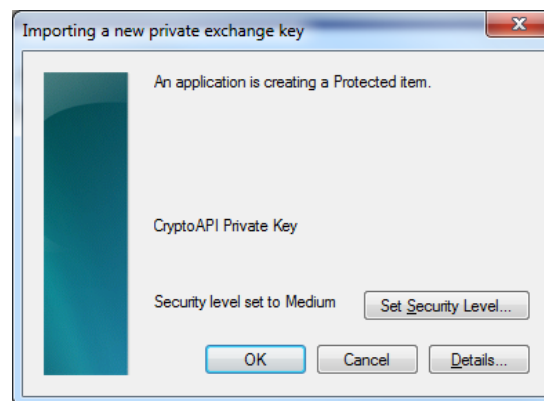 Importing a new private exchange key
An application is creating a Protected item.
CryptoAPI Private Key
Security level set to Medium
Set Security Level...
OK
Cancel
Details...